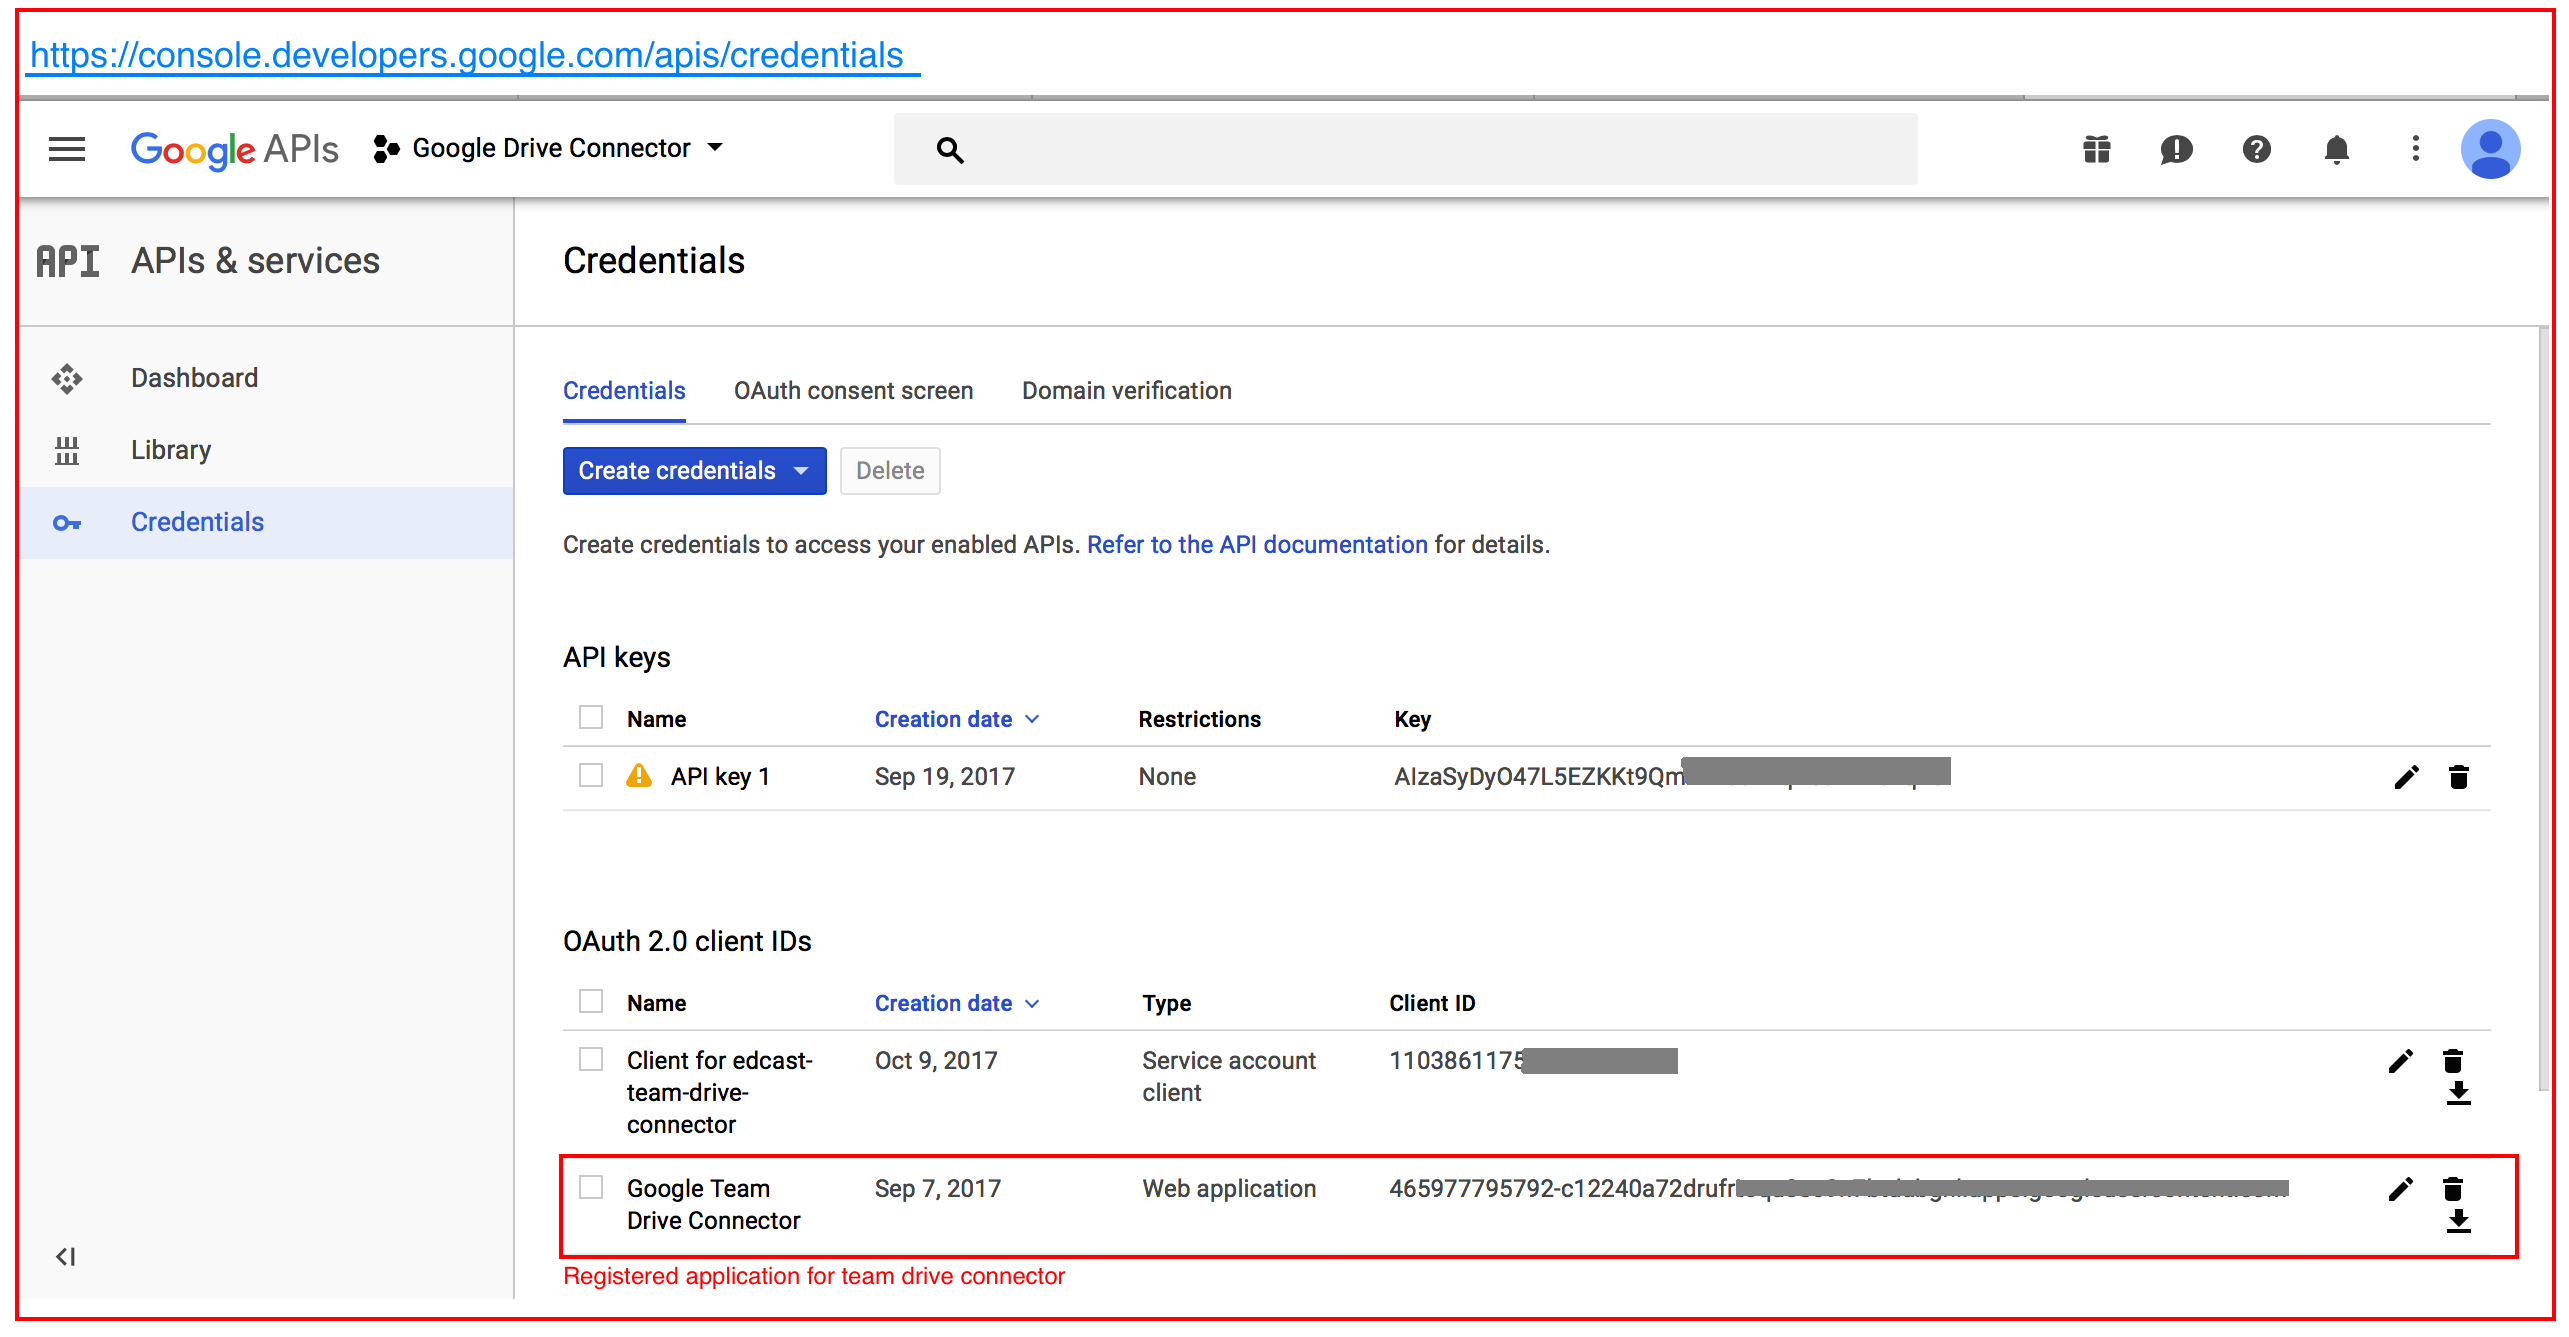 https://console.developers.google.com/apis/credentials
Google APIs Google Drive Connector
API APIs & services
Credentials
Dashboard
Library
Credentials
Credentials OAuth consent screen Domain verification
Create credentials Delete
Create credentials to access your enabled APIs. Refer to the API documentation for details.
API keys
Name Creation date Restrictions Key
API key 1 Sep 19, 2017 None
OAuth 2.0 client IDs
Name Creation date Type Client ID
Client for edcast- Oct 9, 2017 Service account 1103861175
team-drive- client
connector
Google Team Sep 7, 2017 Web application 465977795792-c12240a72drufr
Drive Connector
Registered application for team drive connector